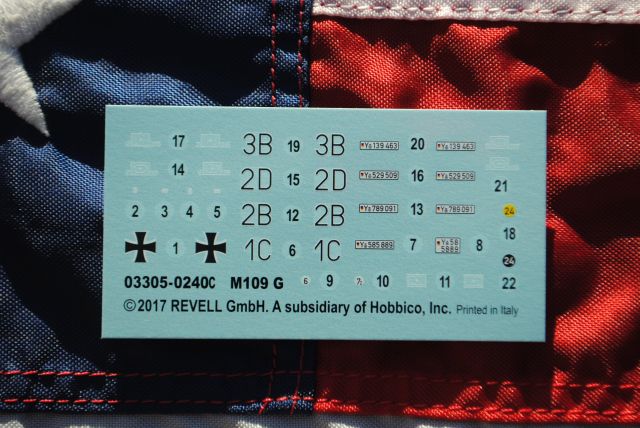 17 3B 19 3B Y-139 463 20 Y-139 463
14 2D 15 2D Y-529 509 16 Y-529 509 21
2 3 4 5 2B 12 2B Y-789 091 13 Y-789 091 24
1 1C 6 1C Y-585 889 7 Y-58 5889 8 18
24
03305-0240C M109 G 6 9 7 10 11 22
©2017 REVELL GmbH. A subsidiary of Hobbico, Inc. Printed in Italy